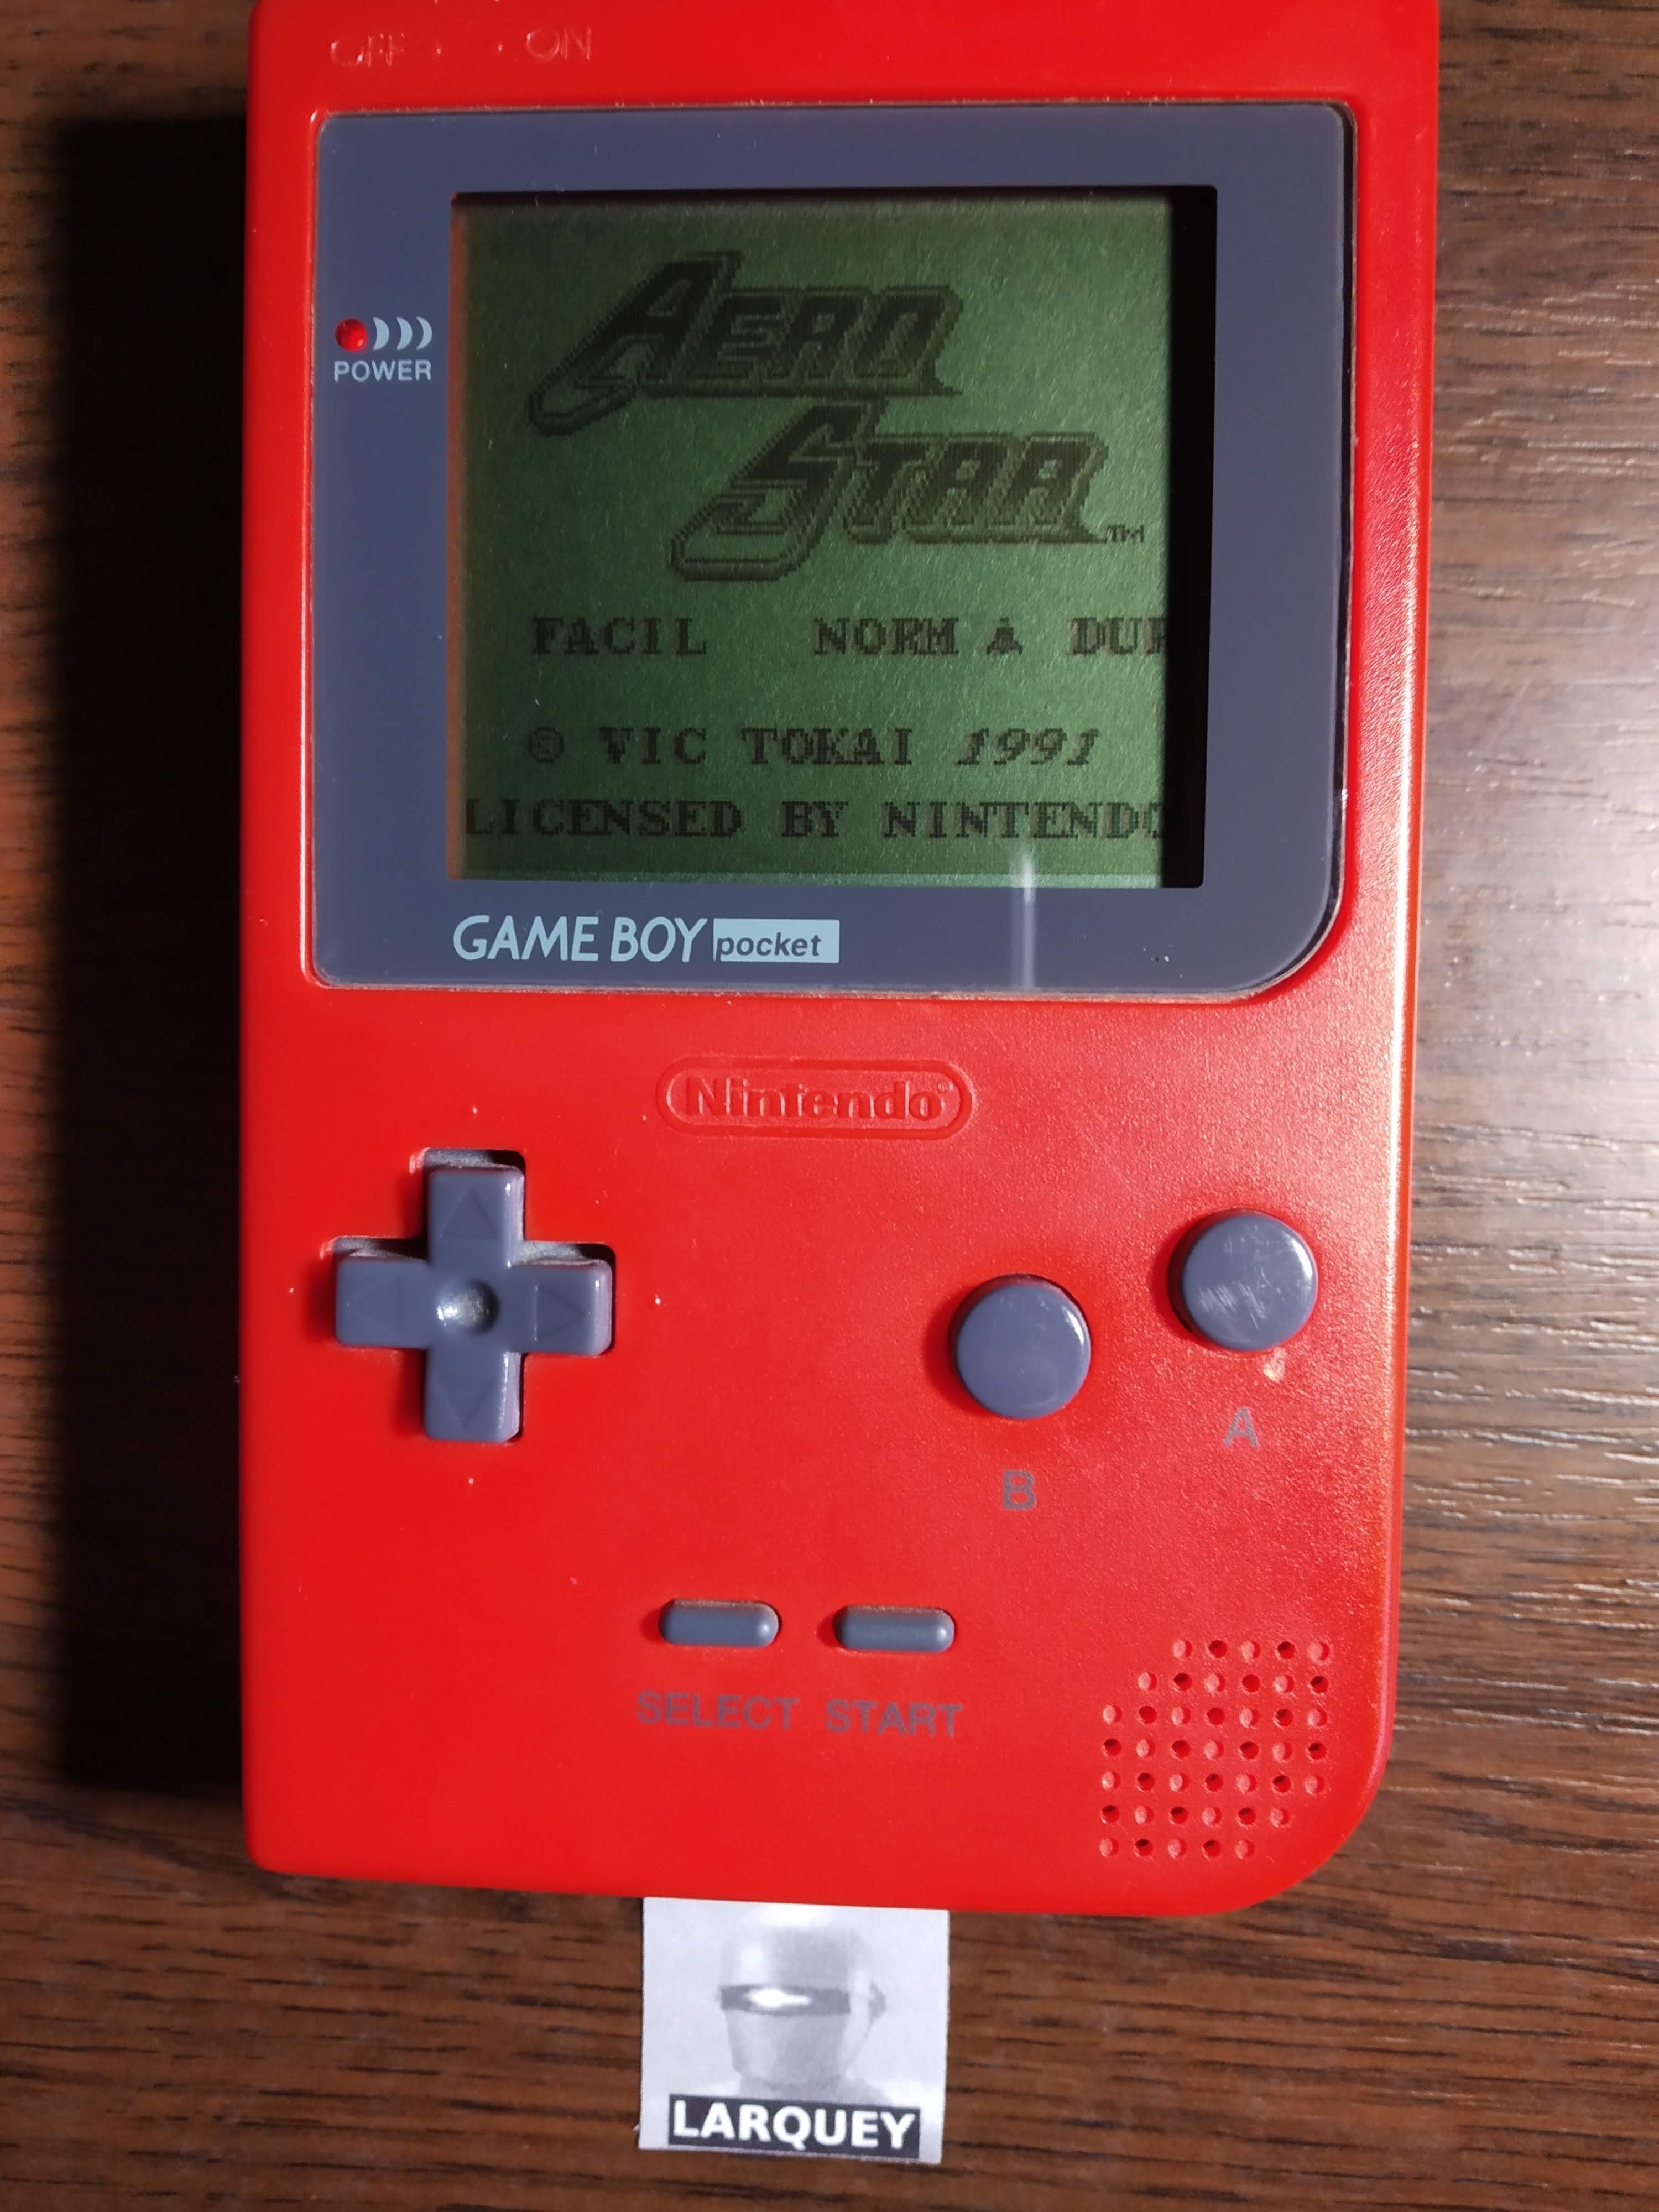 OFF ON
AERO
STAR TM
POWER
FACIL NORM DUR
© VIC TOKAI 1991
LICENSED BY NINTENDO
GAME BOY pocket
Nintendo®
A
B
SELECT START
LARQUEY